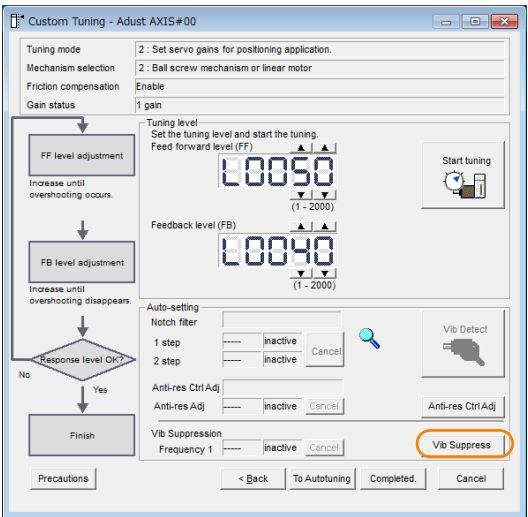 Custom Tuning - Adust AXIS#00
Tuning mode
2 : Set servo gains for positioning application.
Mechanism selection
2 : Ball screw mechanism or linear motor
Friction compensation
Enable
Gain status
1 gain
FF level adjustment
Increase until
overshooting occurs.
FB level adjustment
Increase until
overshooting disappears.
Response level OK?
No
Yes
Finish
Tuning level
Set the tuning level and start the tuning.
Feed forward level (FF)
L0050
(1 - 2000)
Feedback level (FB)
L0040
(1 - 2000)
Start tuning
Auto-setting
Notch filter
1 step
-----
inactive
2 step
-----
inactive
Cancel
Vib Detect
Anti-res Ctrl Adj
Anti-res Adj
-----
inactive
Cancel
Anti-res Ctrl Adj
Vib Suppression
Frequency 1
-----
inactive
Cancel
Vib Suppress
Precautions
< Back
To Autotuning
Completed.
Cancel